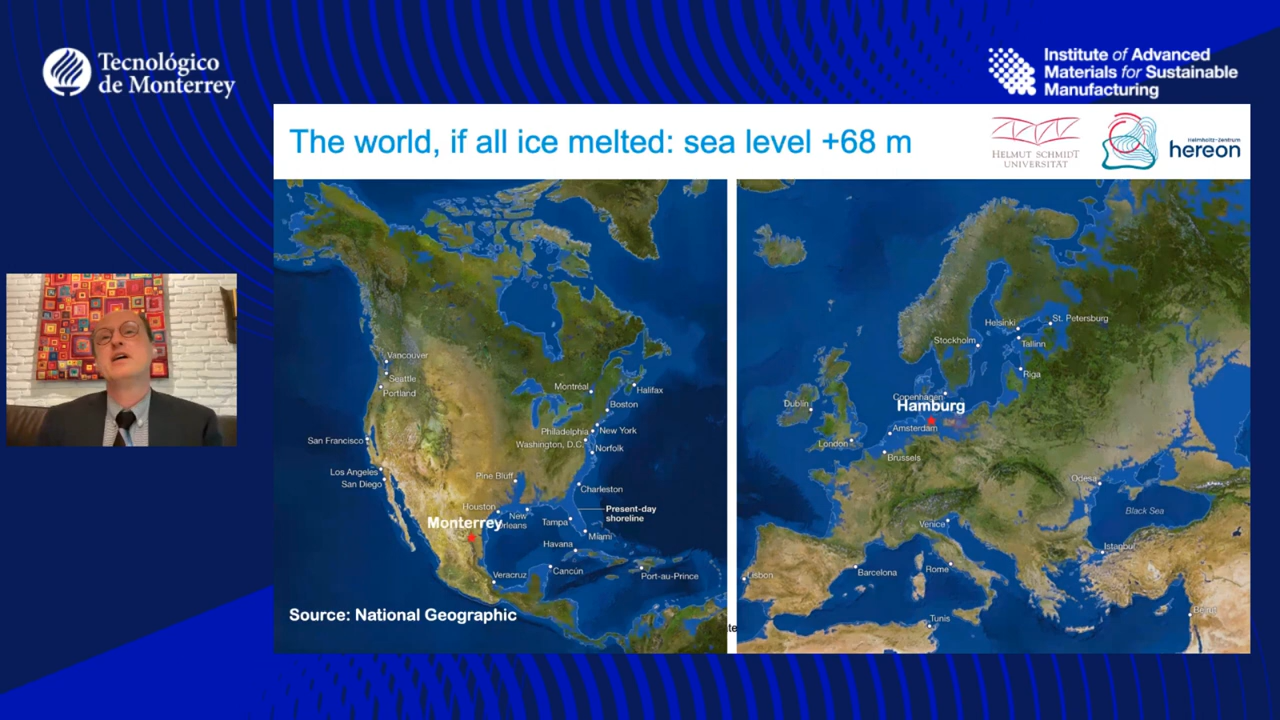 Tecnológico
de Monterrey
Institute of Advanced
Materials for Sustainable
Manufacturing
The world, if all ice melted: sea level +68 m
HELMUT SCHMIDT
UNIVERSITÄT
Helmholtz-Zentrum
hereon
Vancouver
Seattle
Portland
San Francisco
Los Angeles
San Diego
Montréal
Halifax
Boston
Philadelphia
New York
Washington, D.C.
Norfolk
Pine Bluff
Charleston
Houston
New
Orleans
Present-day
shoreline
Tampa
Monterrey
Miami
Havana
Veracruz
Cancún
Port-au-Prince
Source: National Geographic
Helsinki
St. Petersburg
Stockholm
Tallinn
Riga
Dublin
Copenhagen
Hamburg
Amsterdam
London
Brussels
Odesa
Black Sea
Venice
Istanbul
Lisbon
Barcelona
Rome
Beirut
Tunis